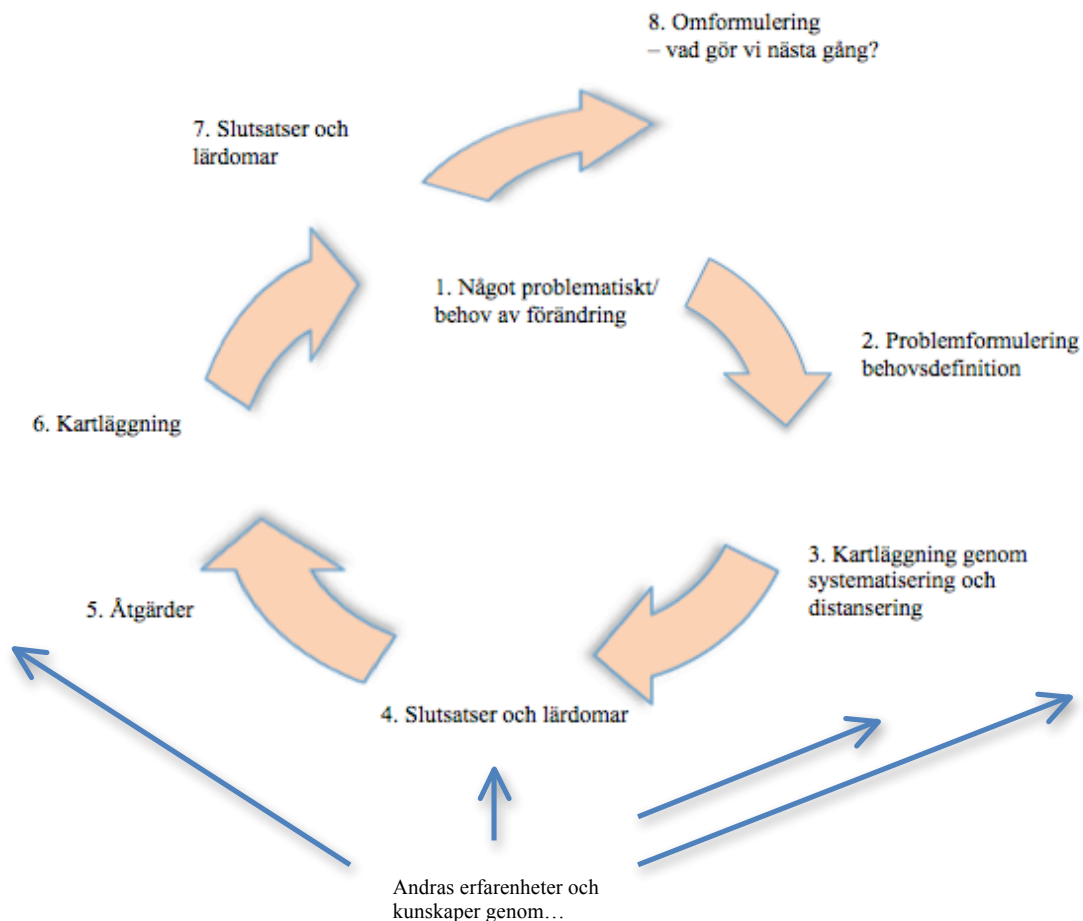 8. Omformulering
– vad gör vi nästa gång?
7. Slutsatser och
lärdomar
1. Något problematiskt/
behov av förändring
2. Problemformulering
behovsdefinition
6. Kartläggning
3. Kartläggning genom
systematisering och
distansering
5. Åtgärder
4. Slutsatser och lärdomar
Andras erfarenheter och
kunskaper genom…